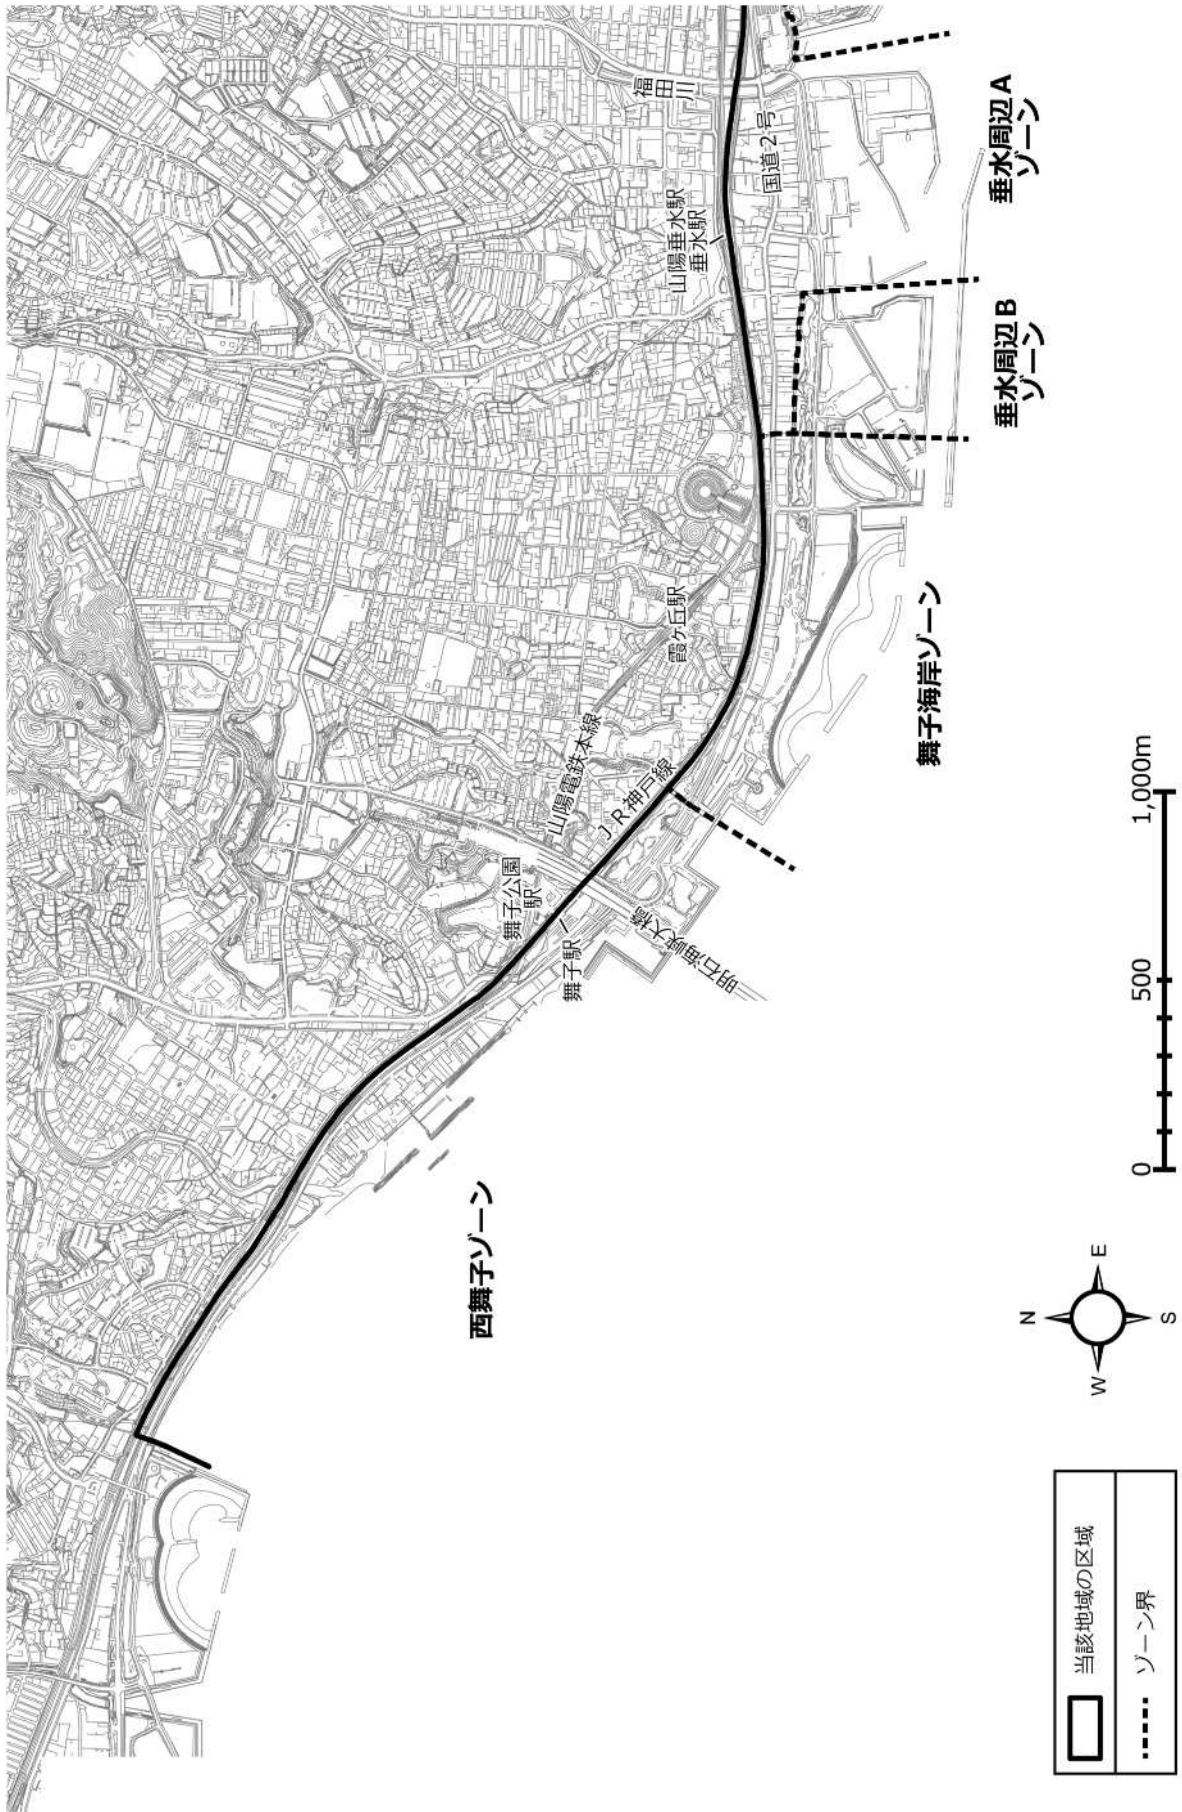 福田
川
国道2号
垂水周辺A
ゾーン
山陽垂水駅
垂水駅
垂水周辺B
ゾーン
霞ヶ丘駅
舞子海岸ゾーン
山陽電鉄本線
JR神戸線
舞子公園
駅
舞子駅
明石海峡大橋
西舞子ゾーン
0 500 1,000m
N
W E
S
当該地域の区域
ゾーン界